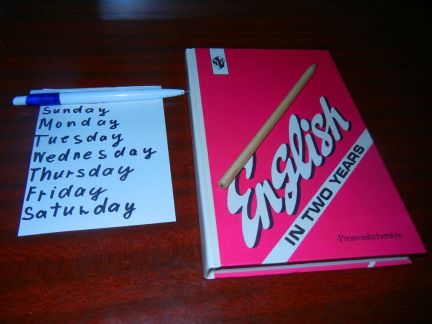 Sunday
Monday
Tuesday
Wednesday
Thursday
Friday
Saturday
English
IN TWO YEARS
Prosveshcheniye